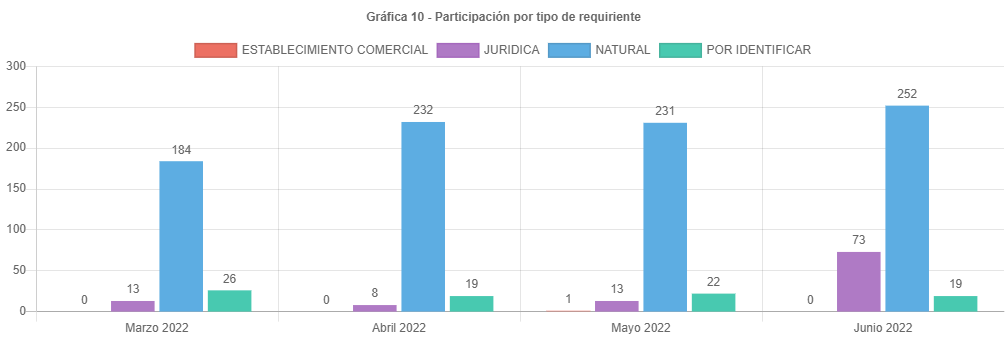 Gráfica 10 - Participación por tipo de requiriente
ESTABLECIMIENTO COMERCIAL JURIDICA NATURAL POR IDENTIFICAR
300
250
200
150
100
50
0
0 13 184 26
0 8 232 19
1 13 231 22
0 73 252 19
Marzo 2022 Abril 2022 Mayo 2022 Junio 2022